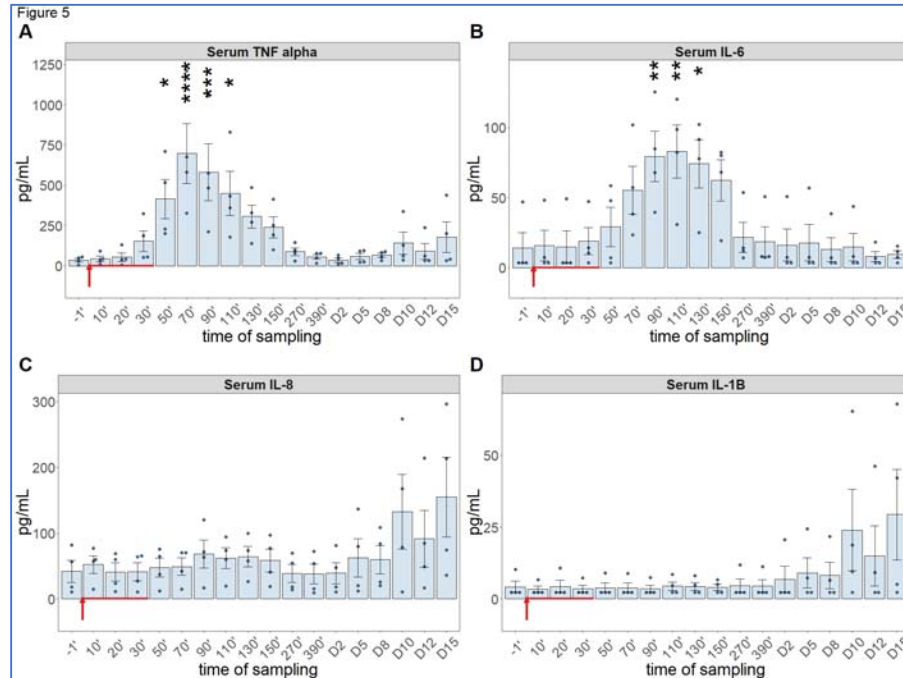 Figure 5
A
Serum TNF alpha
pg/mL
1250
1000
750
500
250
0
* **** *** *
-1' 10' 20' 30' 50' 70' 90' 110' 130' 150' 270' 390' D2 D5 D8 D10 D12 D15
time of sampling
B
Serum IL-6
pg/mL
100
50
0
** ** *
-1' 10' 20' 30' 50' 70' 90' 110' 130' 150' 270' 390' D2 D5 D8 D10 D12 D15
time of sampling
C
Serum IL-8
pg/mL
300
200
100
0
-1' 10' 20' 30' 50' 70' 90' 110' 130' 150' 270' 390' D2 D5 D8 D10 D12 D15
time of sampling
D
Serum IL-1B
pg/mL
50
25
0
-1' 10' 20' 30' 50' 70' 90' 110' 130' 150' 270' 390' D2 D5 D8 D10 D12 D15
time of sampling